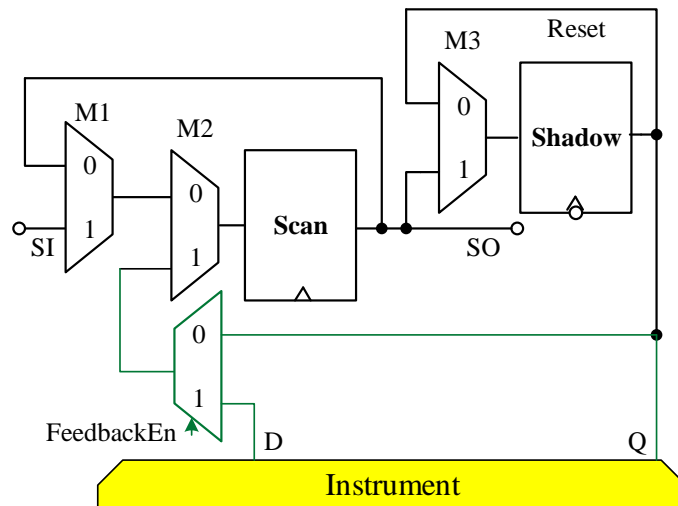 Reset
M3
0
M1
M2
Shadow
0
0
1
Scan
1
SI
1
SO
0
1
FeedbackEn
D
Q
Instrument